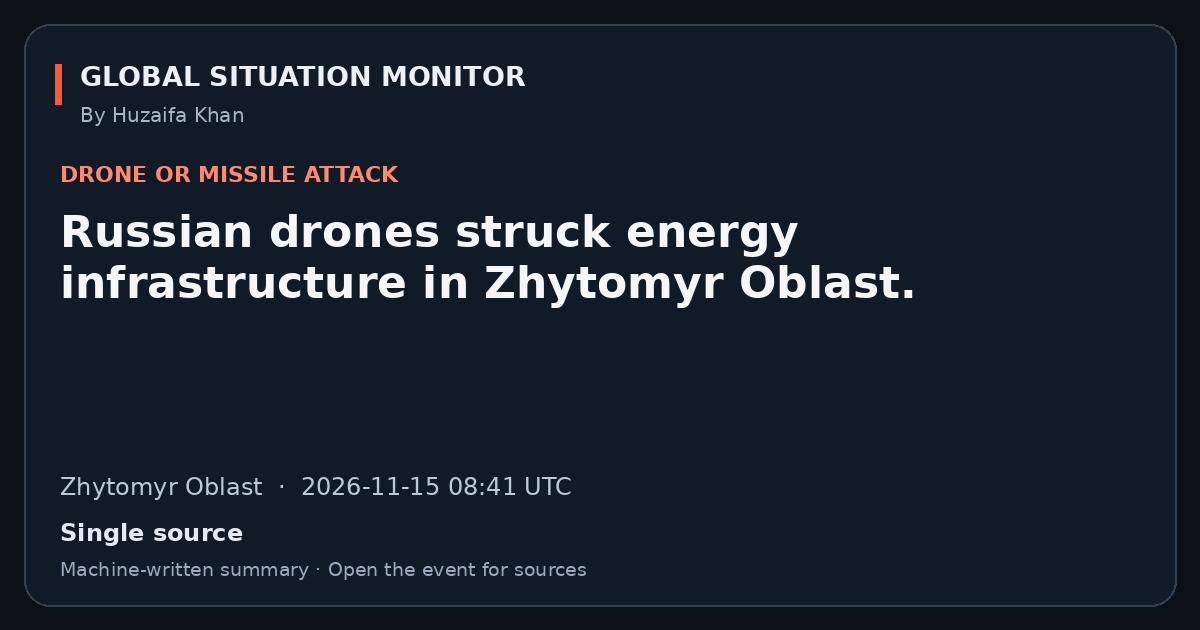 GLOBAL SITUATION MONITOR
By Huzaifa Khan
DRONE OR MISSILE ATTACK
Russian drones struck energy
infrastructure in Zhytomyr Oblast.
Zhytomyr Oblast · 2026-11-15 08:41 UTC
Single source
Machine-written summary · Open the event for sources